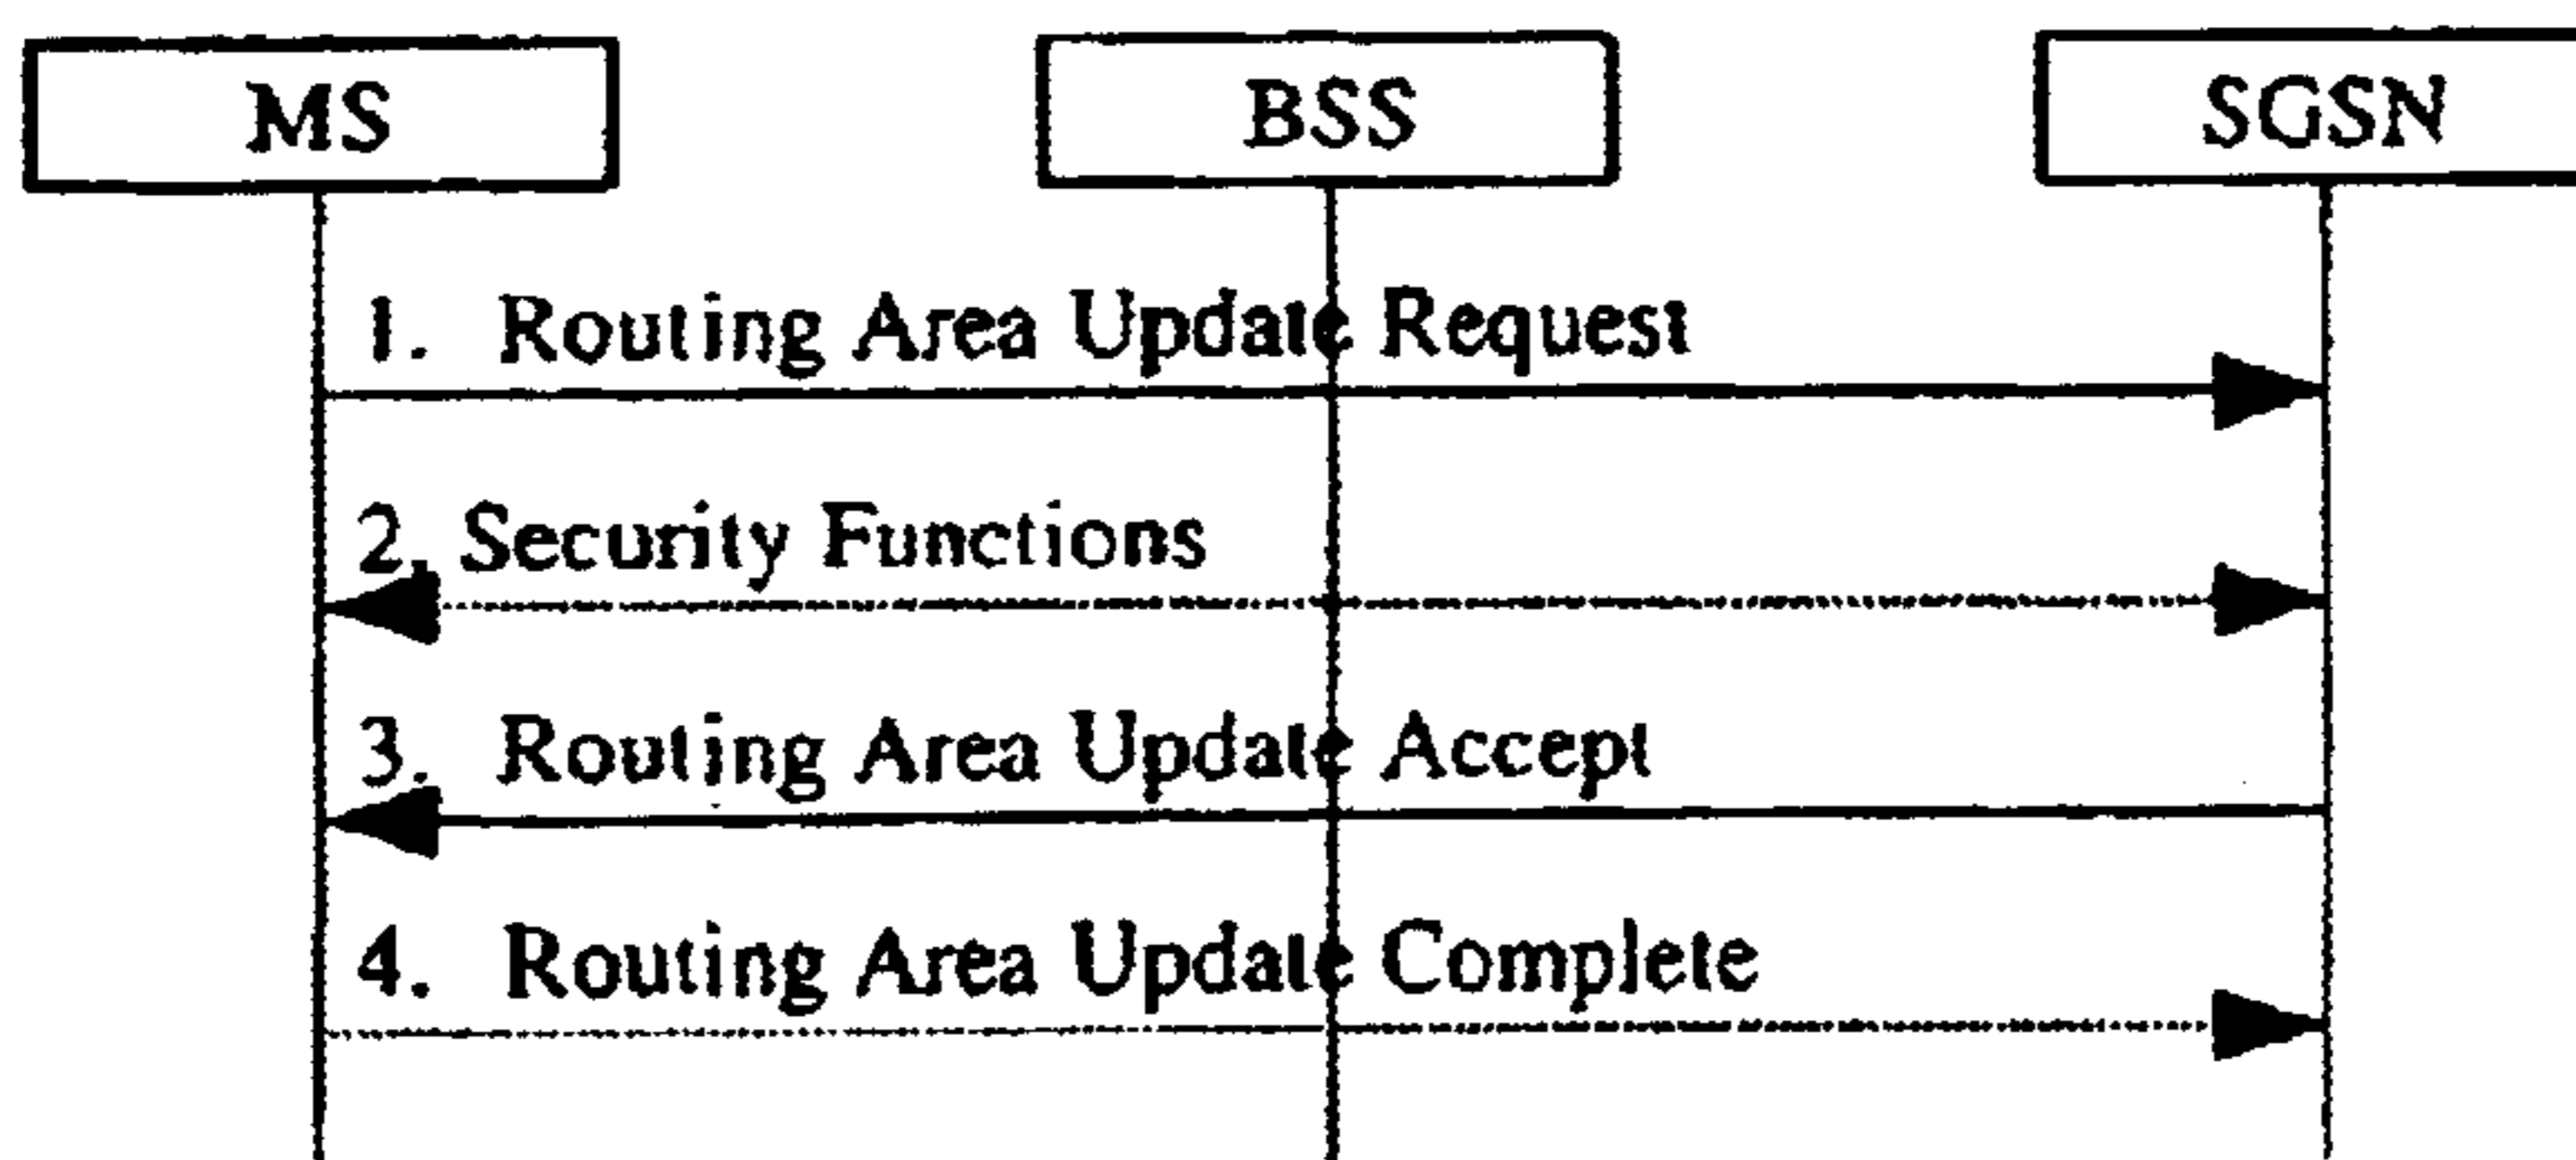 MS
BSS
SGSN
1. Routing Area Update Request
2. Security Functions
3. Routing Area Update Accept
4. Routing Area Update Complete